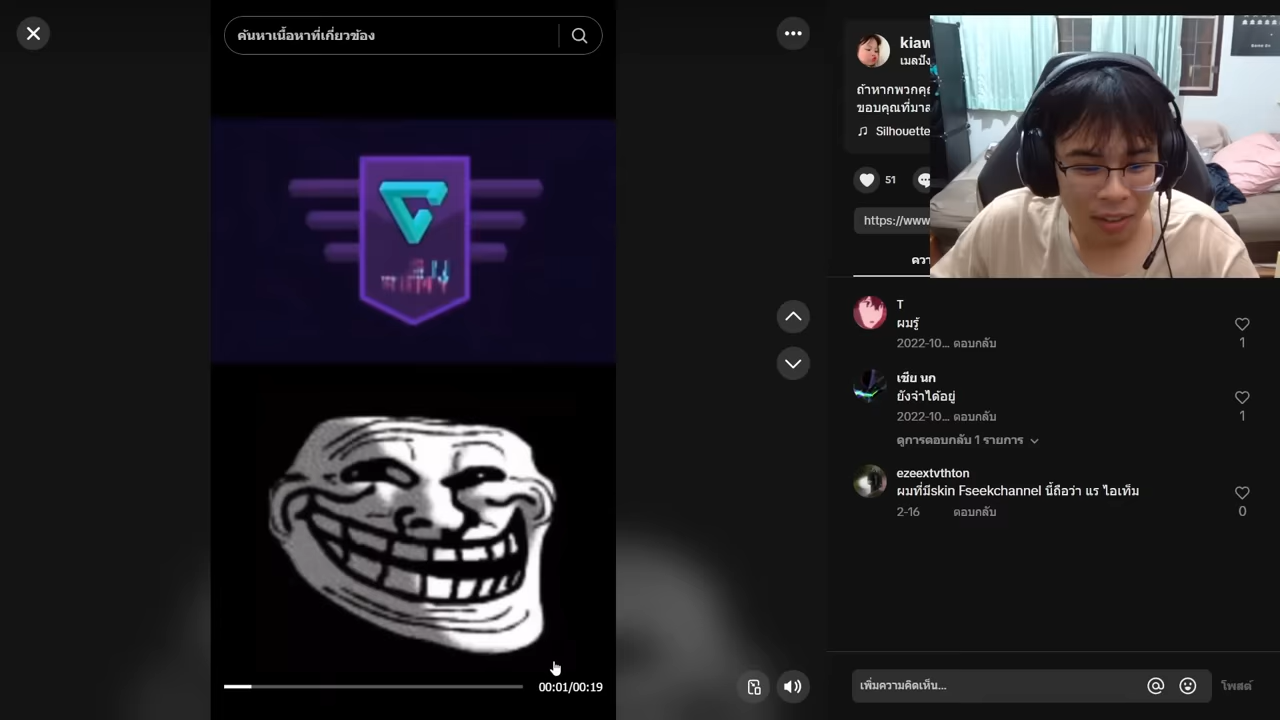 ค้นหาเนื้อหาที่เกี่ยวข้อง
00:01/00:19
kiaw
เมดปัง
ถ้าหากพวกคุ
ขอบคุณที่มาล
Silhouette
51
https://www
ควา
T
ผมรู้
2022-10... ตอบกลับ
1
เซีย นก
ยังจำได้อยู่
2022-10... ตอบกลับ
1
ดูการตอบกลับ 1 รายการ
ezeextvthton
ผมที่มีskin Fseekchannel นี้ถือว่า แร ไอเท็ม
2-16 ตอบกลับ
0
เพิ่มความคิดเห็น...
โพสต์